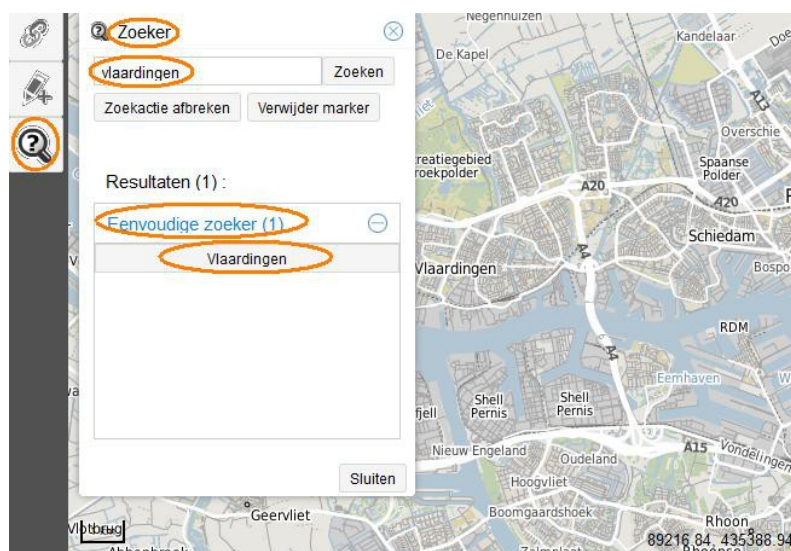 Zoeker
vlaardingen
Zoeken
Zoekactie afbreken
Verwijder marker
Resultaten (1) :
Eenvoudige zoeker (1)
Vlaardingen
Sluiten
Negenhuizen
Kandelaar
De Kapel
A13
Overschie
Spaanse
Polder
A20
A20
Schiedam
A4
Vlaardingen
RDM
A4
Eemhaven
Shell
Pernis
Shell
Pernis
Nieuw Engeland
Oudeland
A15
Vondelingen
Hoogvliet
Geervliet
Boomgaardshoek
Rhoon
89216.84, 435388.94